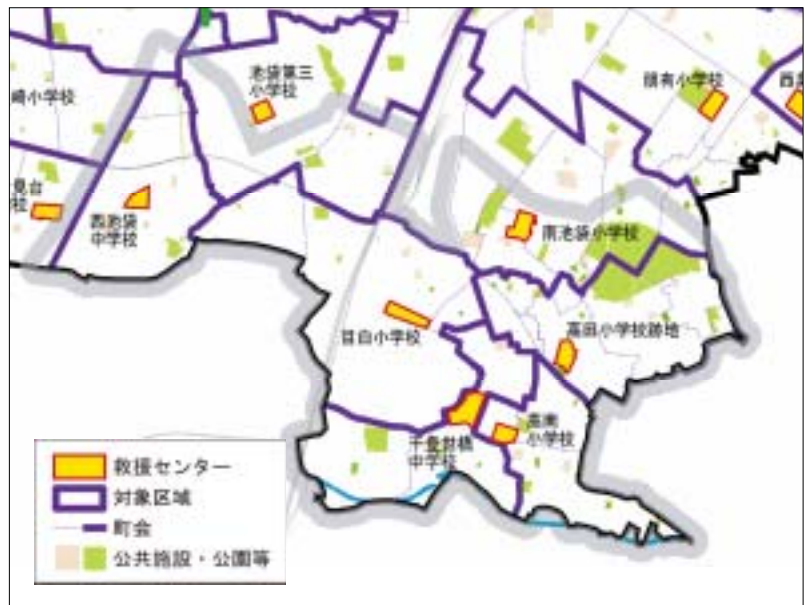 池袋第三
小学校
朋有小学校
崎小学校
見台
校
西池袋
中学校
南池袋小学校
目白小学校
高田小学校跡地
高南
小学校
千登世橋
中学校
救援センター
対象区域
町会
公共施設・公園等